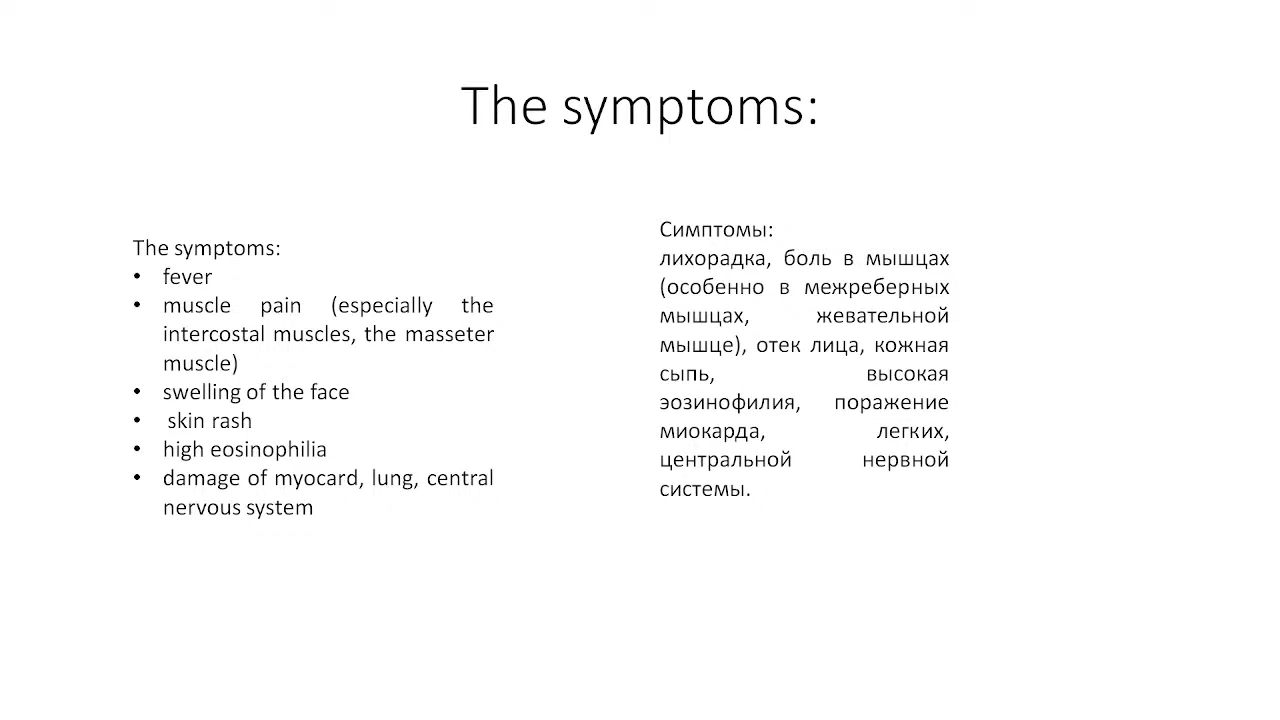 The symptoms:
The symptoms:
• fever
• muscle pain (especially the
intercostal muscles, the masseter
muscle)
• swelling of the face
• skin rash
• high eosinophilia
• damage of myocard, lung, central
nervous system
Симптомы:
лихорадка, боль в мышцах
(особенно в межреберных
мышцах, жевательной
мышце), отек лица, кожная
сыпь, высокая
эозинофилия, поражение
миокарда, легких,
центральной нервной
системы.